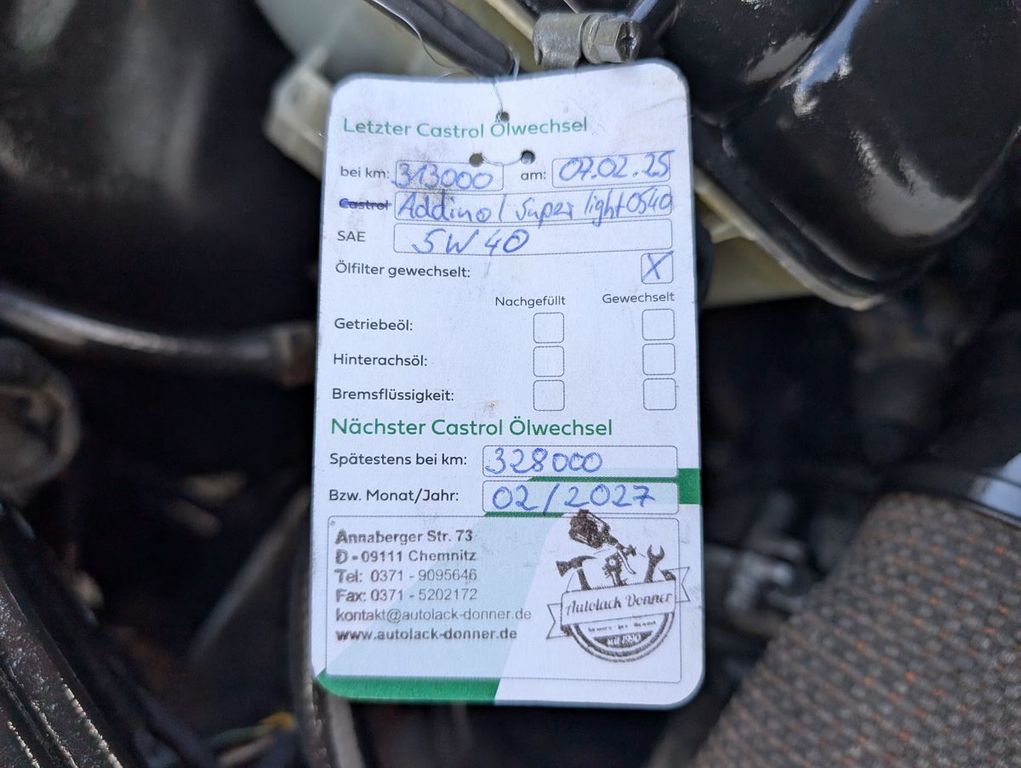 Letzter Castrol Ölwechsel
bei km: 313000 am: 07.02.25
Castrol Addinol Super light 0540
SAE 5W40
Ölfilter gewechselt: X
Nachgefüllt Gewechselt
Getriebeöl:
Hinterachsöl:
Bremsflüssigkeit:
Nächster Castrol Ölwechsel
Spätestens bei km: 328000
Bzw. Monat/Jahr: 02/2027
Annaberger Str. 73
D - 09111 Chemnitz
Tel: 0371 - 9095646
Fax: 0371 - 5202172
kontakt@autolack-donner.de
www.autolack-donner.de
Autolack Donner
seit 1990